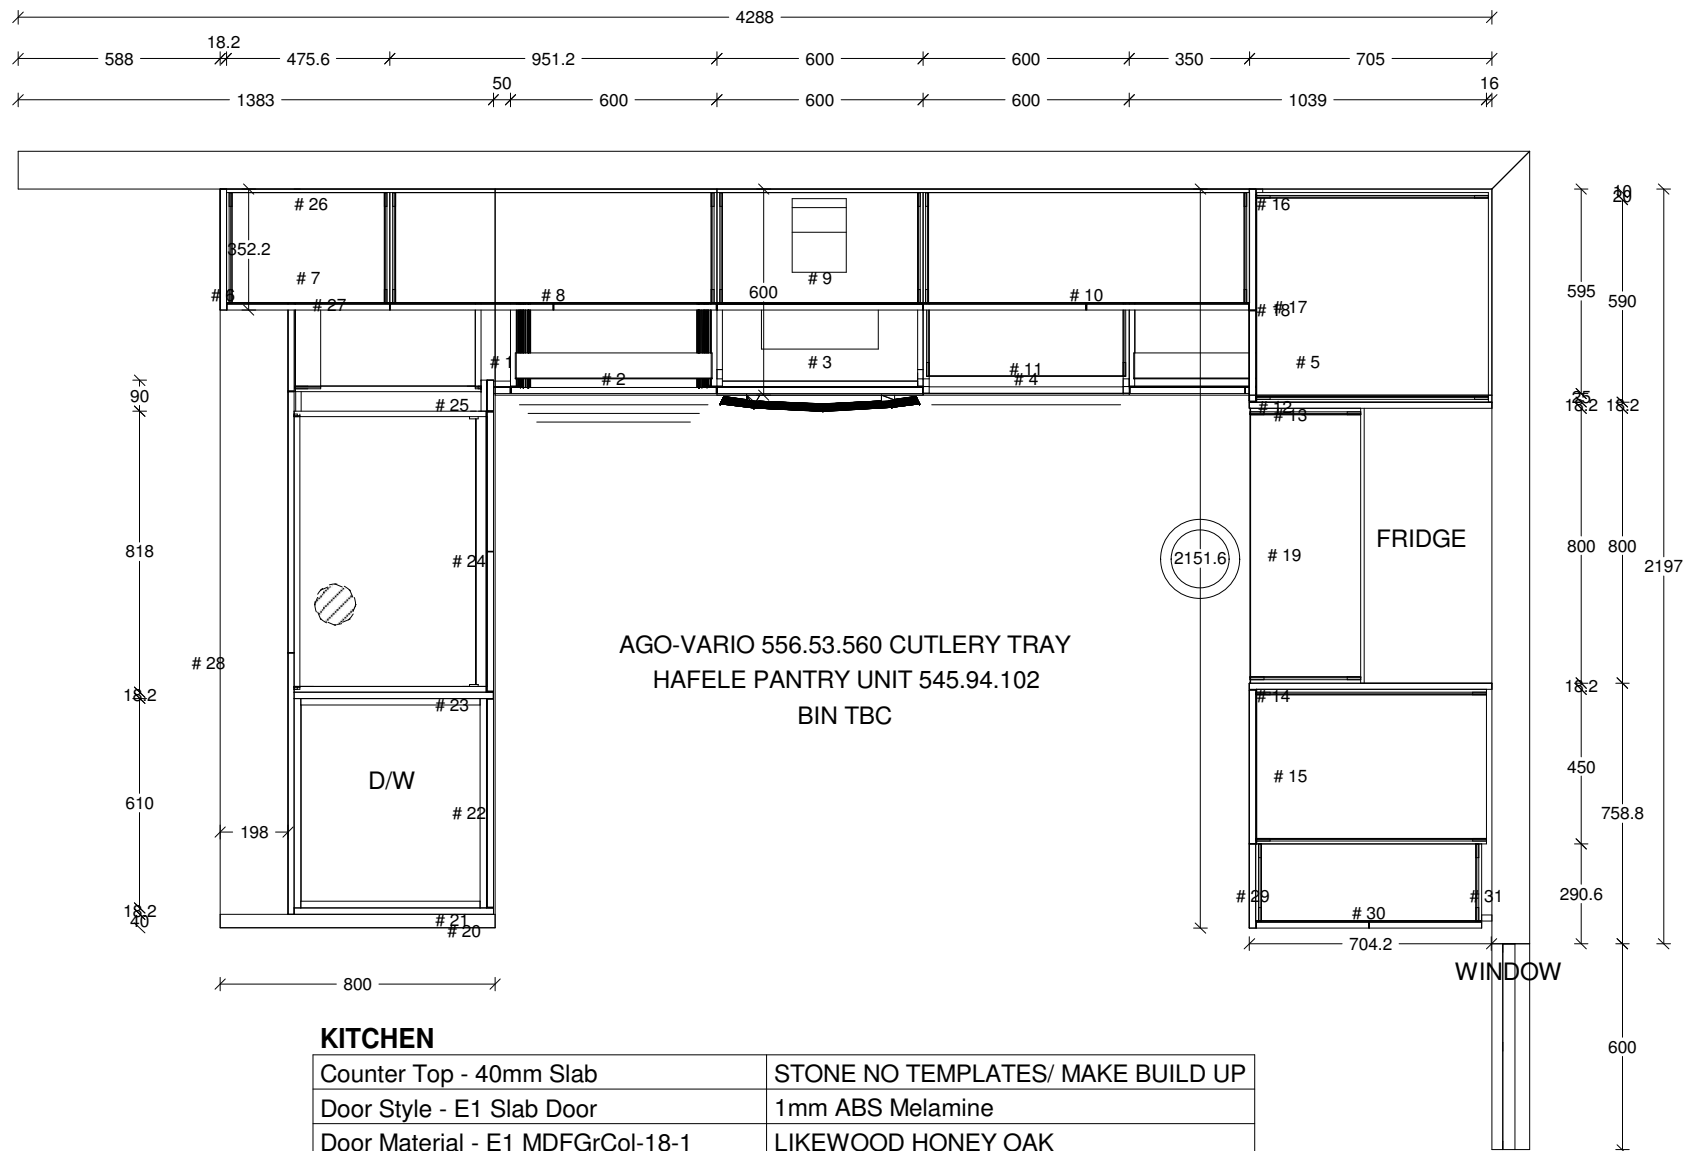 4288
18.2
588 475.6 951.2 600 600 350 705
50 16
1383 600 600 600 1039
# 26 # 16
352.2
# 7 # 9
# 6 # 8 600 # 10
# 27 # 18 # 17
# 1 # 3 # 11 # 5
# 2 # 4
# 25 # 12
# 13
10
20
595 590
25
18.2 18.2
90
818
# 24
2151.6
# 19
FRIDGE
800 800
2197
AGO-VARIO 556.53.560 CUTLERY TRAY
HAFELE PANTRY UNIT 545.94.102
BIN TBC
# 28
18.2
# 23
# 14
18.2
D/W
# 15
450
610
# 22
758.8
198
# 29 # 31
290.6
# 30
18.2
40
# 21
# 20
704.2
WINDOW
800
600
KITCHEN
Counter Top - 40mm Slab STONE NO TEMPLATES/ MAKE BUILD UP
Door Style - E1 Slab Door 1mm ABS Melamine
Door Material - E1 MDFGrCol-18-1 LIKEWOOD HONEY OAK